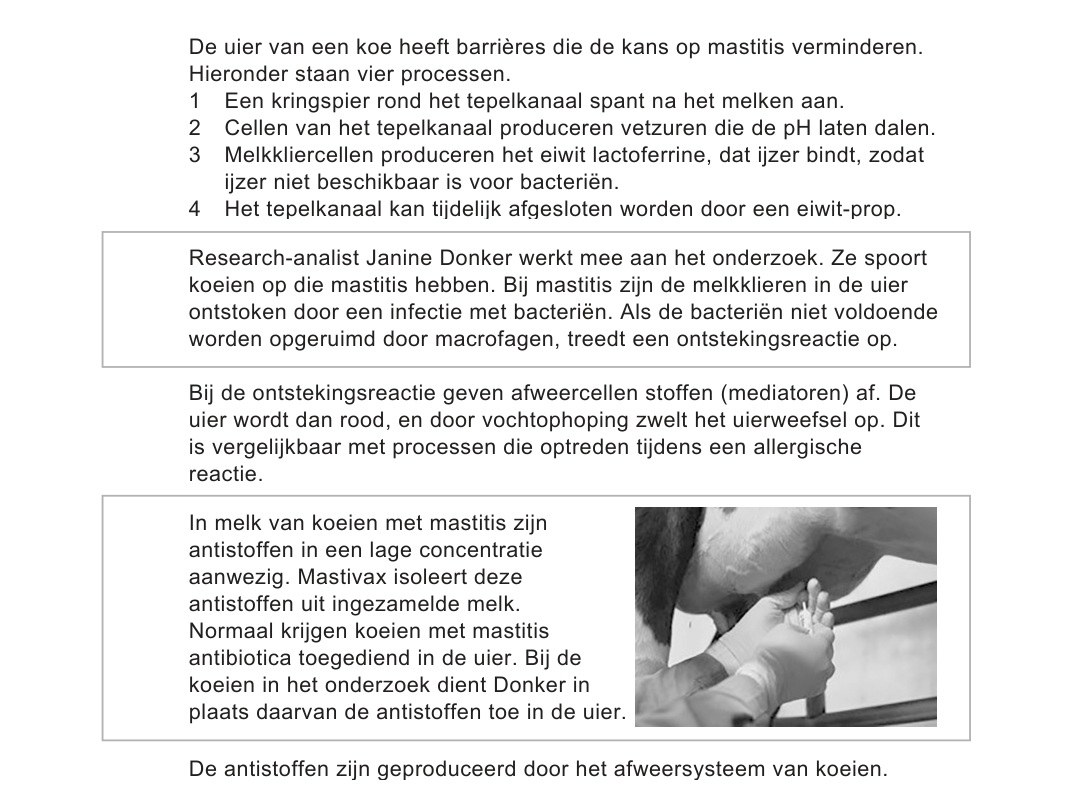 De uier van een koe heeft barrières die de kans op mastitis verminderen.
Hieronder staan vier processen.
1 Een kringspier rond het tepelkanaal spant na het melken aan.
2 Cellen van het tepelkanaal produceren vetzuren die de pH laten dalen.
3 Melkkliercellen produceren het eiwit lactoferrine, dat ijzer bindt, zodat
ijzer niet beschikbaar is voor bacteriën.
4 Het tepelkanaal kan tijdelijk afgesloten worden door een eiwit-prop.
Research-analist Janine Donker werkt mee aan het onderzoek. Ze spoort
koeien op die mastitis hebben. Bij mastitis zijn de melkklieren in de uier
ontstoken door een infectie met bacteriën. Als de bacteriën niet voldoende
worden opgeruimd door macrofagen, treedt een ontstekingsreactie op.
Bij de ontstekingsreactie geven afweercellen stoffen (mediatoren) af. De
uier wordt dan rood, en door vochtophoping zwelt het uierweefsel op. Dit
is vergelijkbaar met processen die optreden tijdens een allergische
reactie.
In melk van koeien met mastitis zijn
antistoffen in een lage concentratie
aanwezig. Mastivax isoleert deze
antistoffen uit ingezamelde melk.
Normaal krijgen koeien met mastitis
antibiotica toegediend in de uier. Bij de
koeien in het onderzoek dient Donker in
plaats daarvan de antistoffen toe in de uier.
De antistoffen zijn geproduceerd door het afweersysteem van koeien.